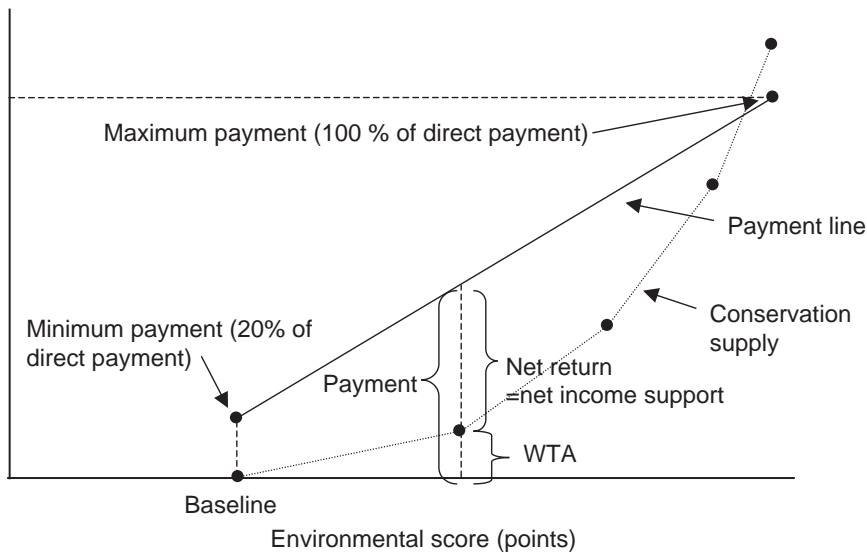 Maximum payment (100 % of direct payment)
Payment line
Minimum payment (20% of
direct payment)
Conservation
supply
Payment
Net return
=net income support
WTA
Baseline
Environmental score (points)